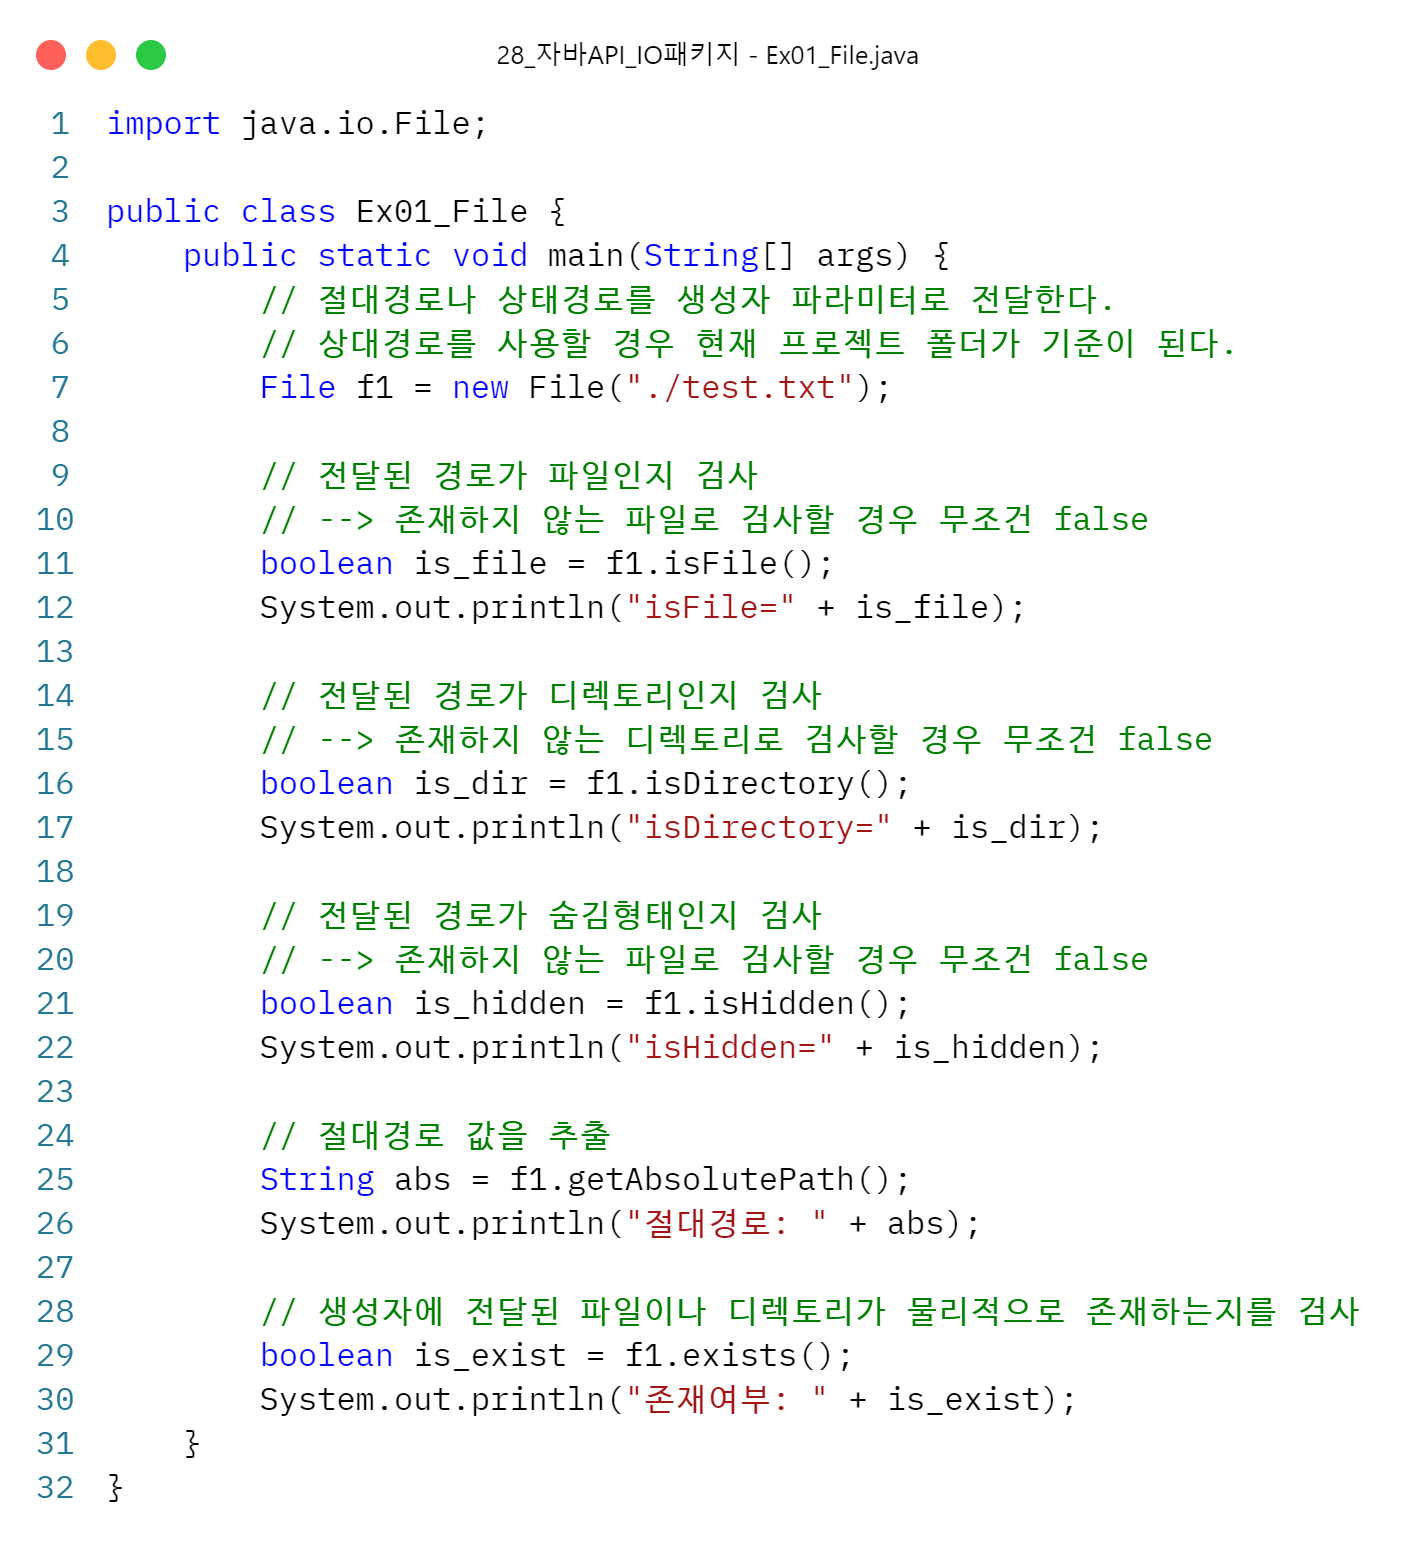 28_자바API_IO패키지 - Ex01_File.java
1 import java.io.File;
2
3 public class Ex01_File {
4     public static void main(String[] args) {
5         // 절대경로나 상태경로를 생성자 파라미터로 전달한다.
6         // 상대경로를 사용할 경우 현재 프로젝트 폴더가 기준이 된다.
7         File f1 = new File("./test.txt");
8
9         // 전달된 경로가 파일인지 검사
10         // --> 존재하지 않는 파일로 검사할 경우 무조건 false
11         boolean is_file = f1.isFile();
12         System.out.println("isFile=" + is_file);
13
14         // 전달된 경로가 디렉토리인지 검사
15         // --> 존재하지 않는 디렉토리로 검사할 경우 무조건 false
16         boolean is_dir = f1.isDirectory();
17         System.out.println("isDirectory=" + is_dir);
18
19         // 전달된 경로가 숨김형태인지 검사
20         // --> 존재하지 않는 파일로 검사할 경우 무조건 false
21         boolean is_hidden = f1.isHidden();
22         System.out.println("isHidden=" + is_hidden);
23
24         // 절대경로 값을 추출
25         String abs = f1.getAbsolutePath();
26         System.out.println("절대경로: " + abs);
27
28         // 생성자에 전달된 파일이나 디렉토리가 물리적으로 존재하는지를 검사
29         boolean is_exist = f1.exists();
30         System.out.println("존재여부: " + is_exist);
31     }
32 }